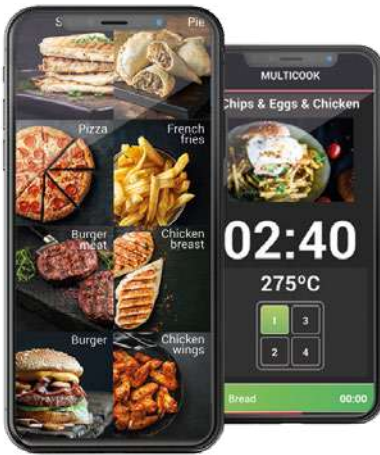 Pie
Pizza
French
fries
Burger
meat
Chicken
breast
Burger
Chicken
wings
MULTICOOK
Chips & Eggs & Chicken
02:40
275ºC
1
3
2
4
Bread
00:00